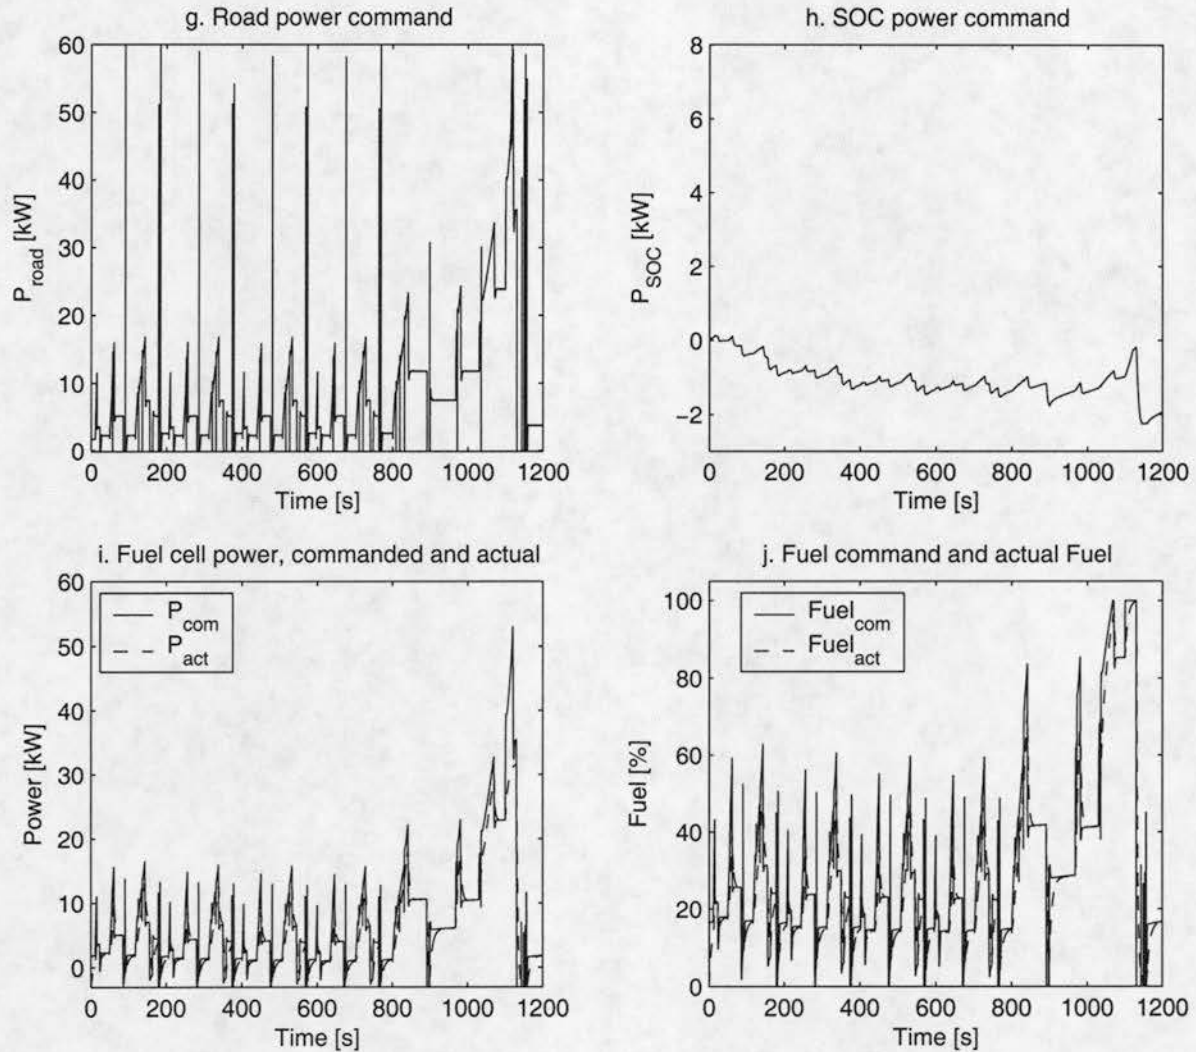 g. Road power command
60
50
40
30
20
10
0
P_road [kW]
0 200 400 600 800 1000 1200
Time [s]
h. SOC power command
8
6
4
2
0
−2
P_SOC [kW]
0 200 400 600 800 1000 1200
Time [s]
i. Fuel cell power, commanded and actual
60
50
40
30
20
10
0
Power [kW]
P_com
P_act
0 200 400 600 800 1000 1200
Time [s]
j. Fuel command and actual Fuel
100
80
60
40
20
0
Fuel [%]
Fuel_com
Fuel_act
0 200 400 600 800 1000 1200
Time [s]